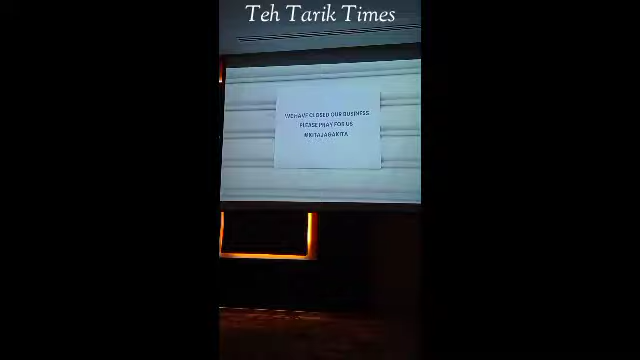 Teh Tarik Times
WE HAVE CLOSED OUR BUSINESS
PLEASE PRAY FOR US
#KITAJAGAKITA